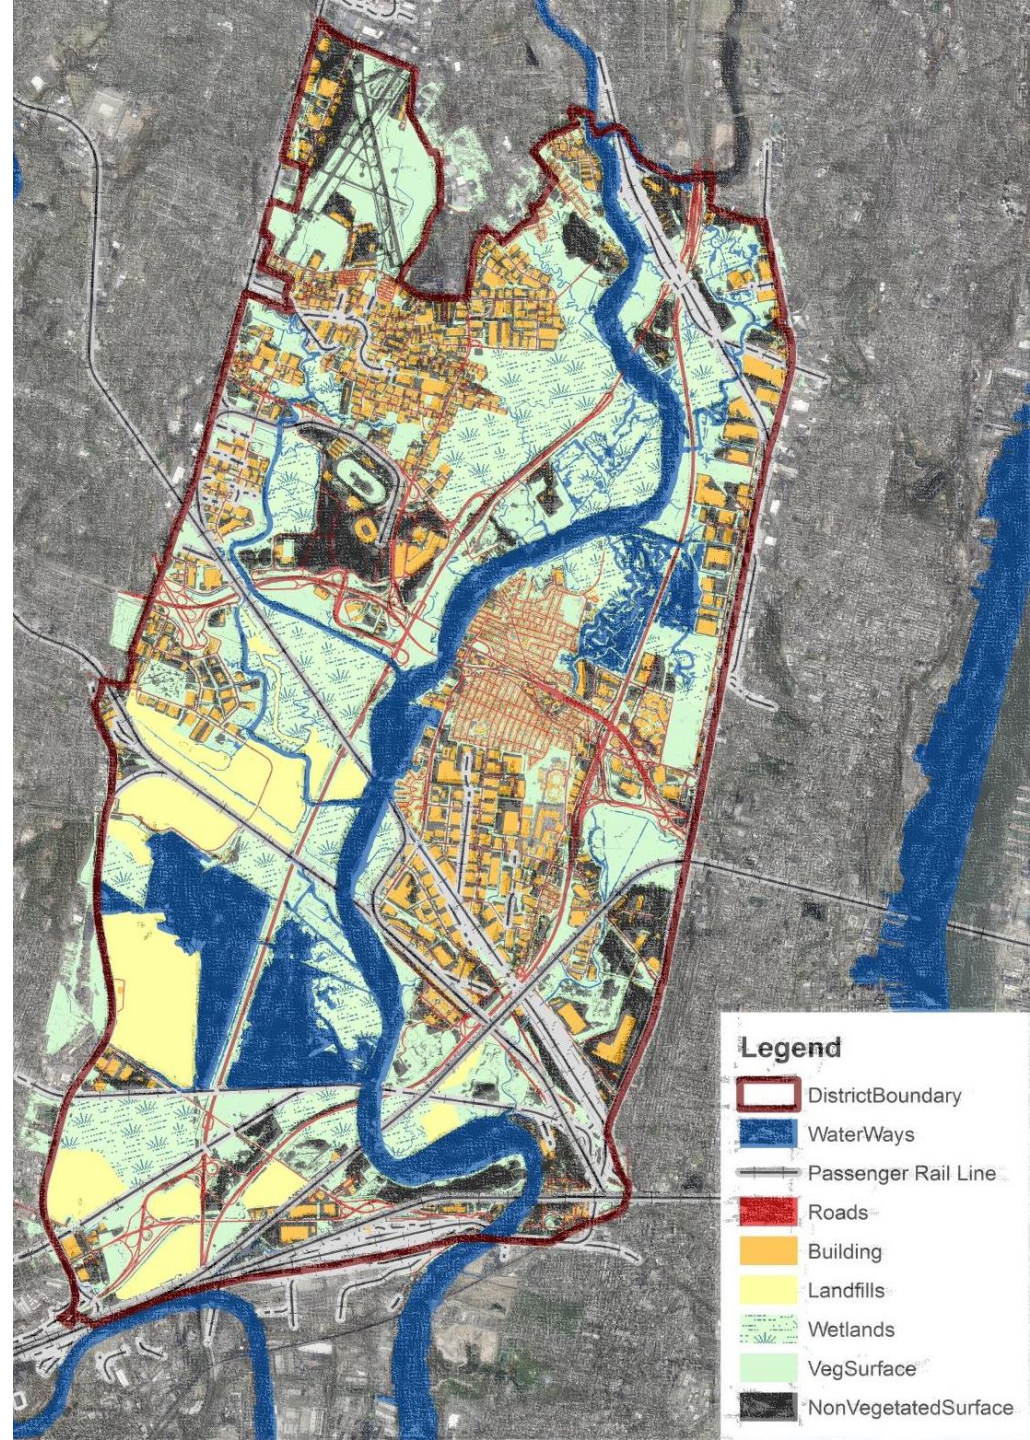 Legend
DistrictBoundary
WaterWays
Passenger Rail Line
Roads
Building
Landfills
Wetlands
VegSurface
NonVegetatedSurface